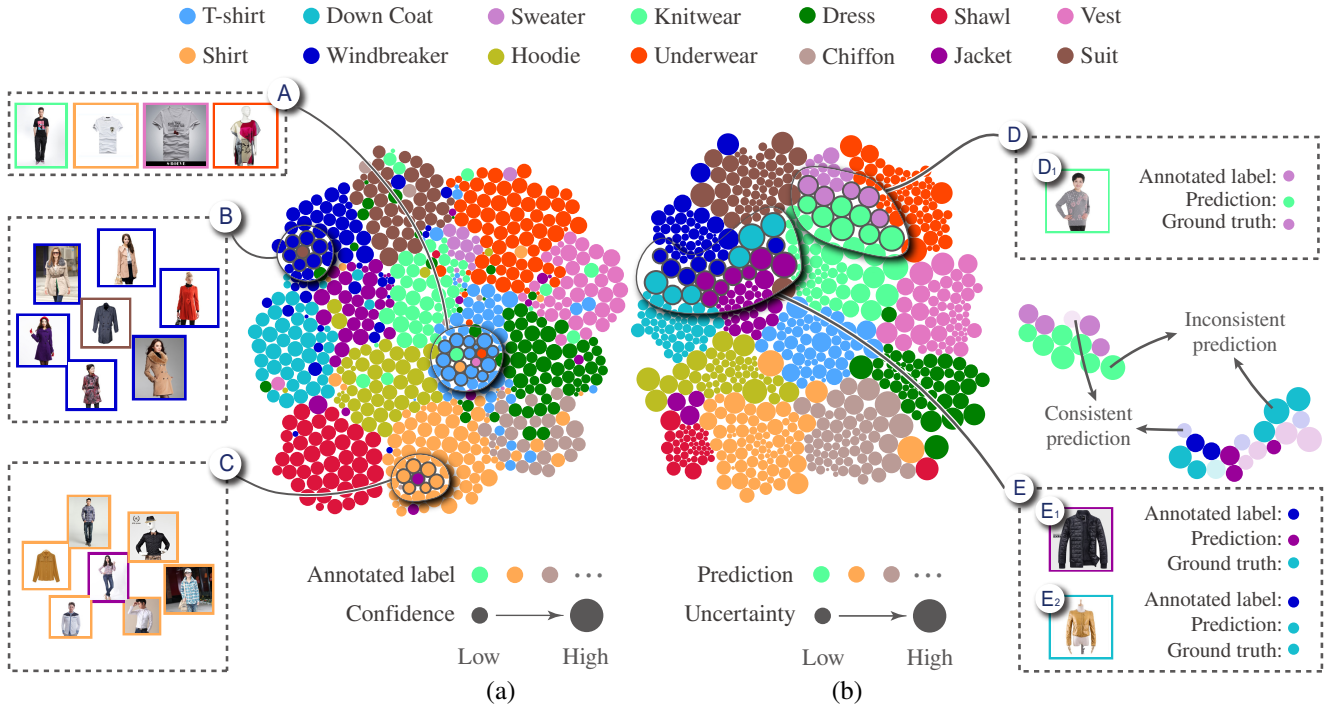 T-shirt Down Coat Sweater Knitwear Dress Shawl Vest
Shirt Windbreaker Hoodie Underwear Chiffon Jacket Suit
A
B
C
D
D1
Annotated label:
Prediction:
Ground truth:
Inconsistent
prediction
Consistent
prediction
E
E1
Annotated label:
Prediction:
Ground truth:
E2
Annotated label:
Prediction:
Ground truth:
Annotated label ...
Confidence
Low High
(a)
Prediction ...
Uncertainty
Low High
(b)